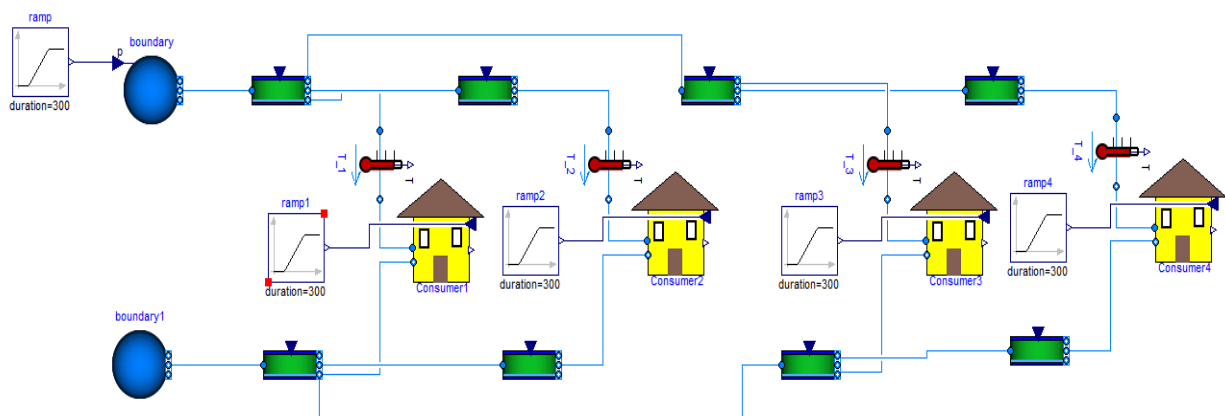 ramp
duration=300
p
boundary
T_1
T
T_2
T
T_3
T
T_4
T
ramp1
duration=300
Consumer1
ramp2
duration=300
Consumer2
ramp3
duration=300
Consumer3
ramp4
duration=300
Consumer4
boundary1